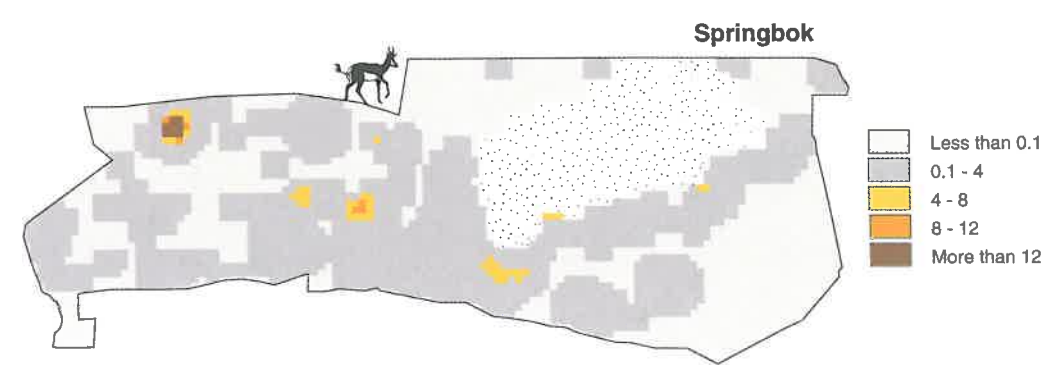 Springbok
Less than 0.1
0.1 - 4
4 - 8
8 - 12
More than 12